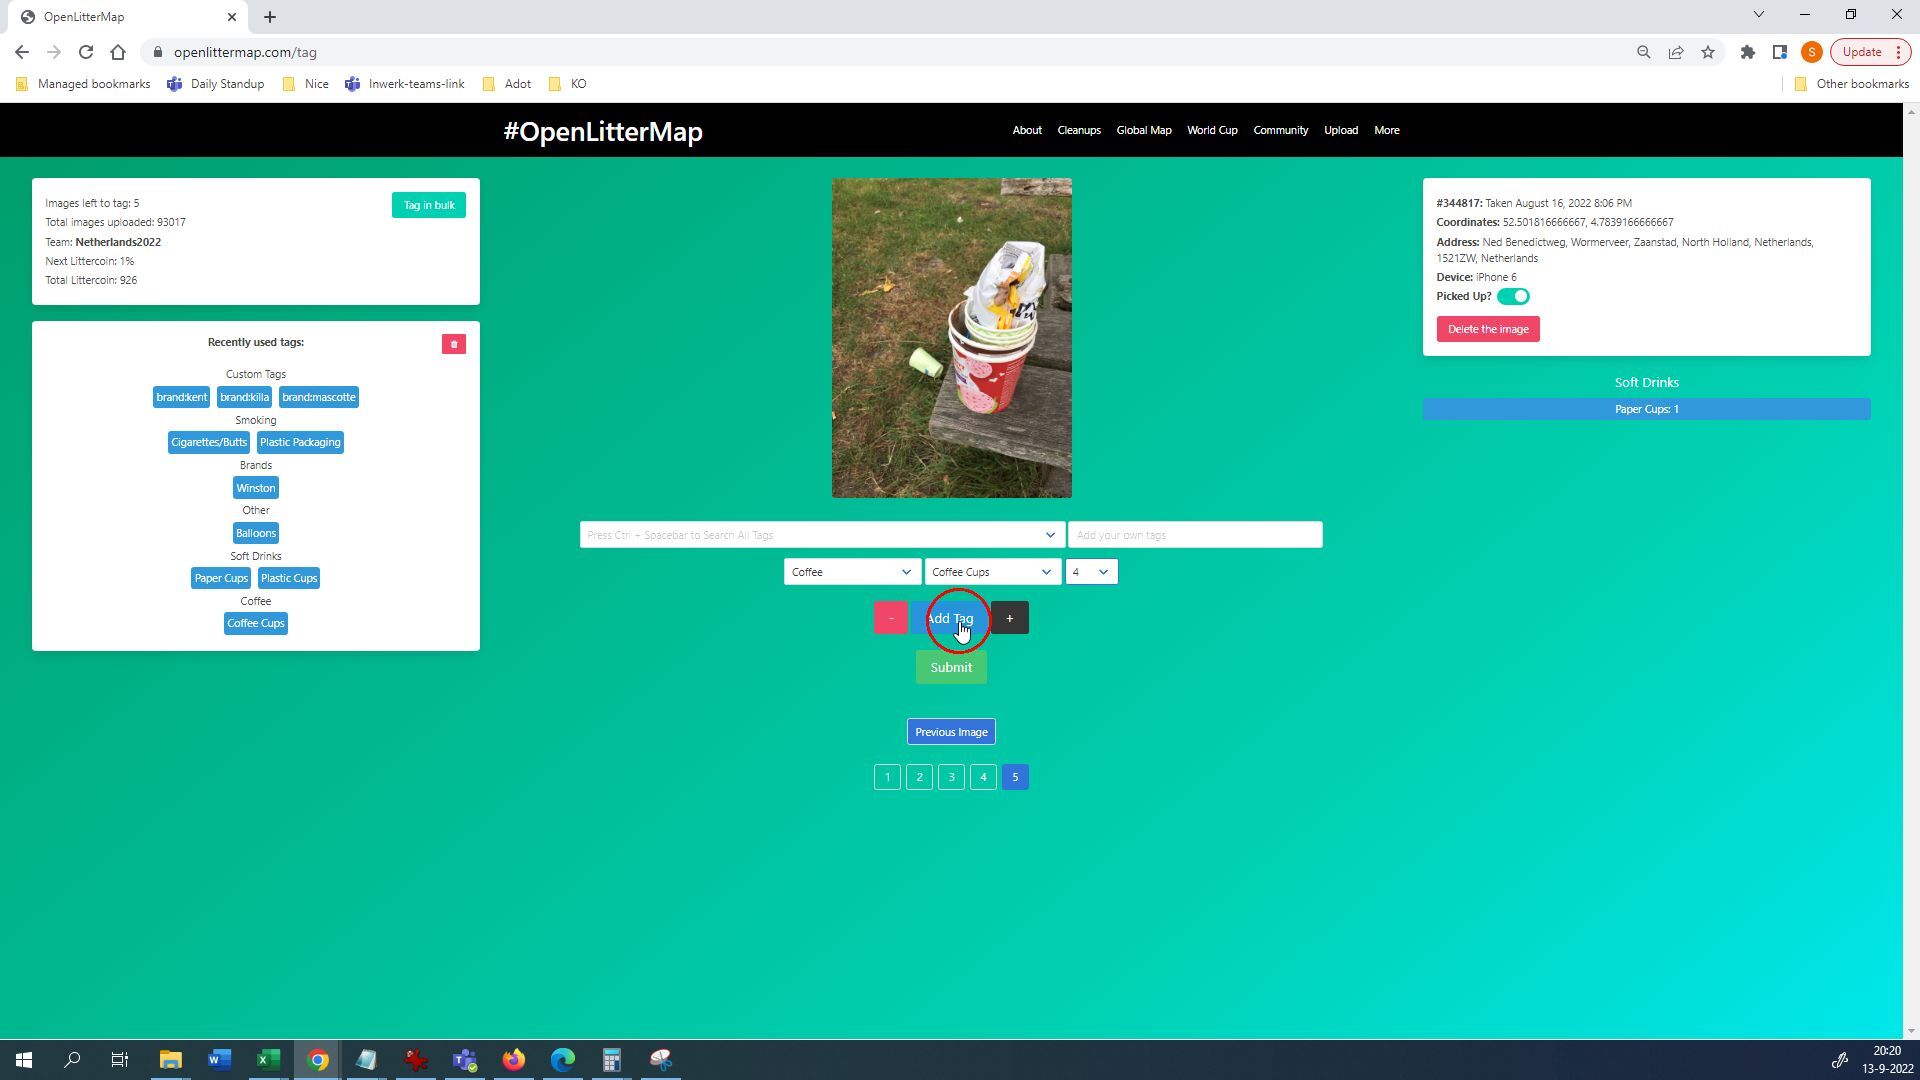 OpenLitterMap
openlittermap.com/tag
S
Update
Managed bookmarks
Daily Standup
Nice
Inwerk-teams-link
Adot
KO
Other bookmarks
#OpenLitterMap
About
Cleanups
Global Map
World Cup
Community
Upload
More
Images left to tag: 5
Tag in bulk
Total images uploaded: 93017
Team: Netherlands2022
Next Littercoin: 1%
Total Littercoin: 926
Recently used tags:
Custom Tags
brand:kent brand:killa brand:mascotte
Smoking
Cigarettes/Butts Plastic Packaging
Brands
Winston
Other
Balloons
Soft Drinks
Paper Cups Plastic Cups
Coffee
Coffee Cups
Press Ctrl + Spacebar to Search All Tags
Add your own tags
Coffee
Coffee Cups
4
-
Add Tag
+
Submit
Previous Image
1 2 3 4 5
#344817: Taken August 16, 2022 8:06 PM
Coordinates: 52.501816666667, 4.7839166666667
Address: Ned Benedictweg, Wormerveer, Zaanstad, North Holland, Netherlands,
1521ZW, Netherlands
Device: iPhone 6
Picked Up?
Delete the image
Soft Drinks
Paper Cups: 1
20:20
13-9-2022